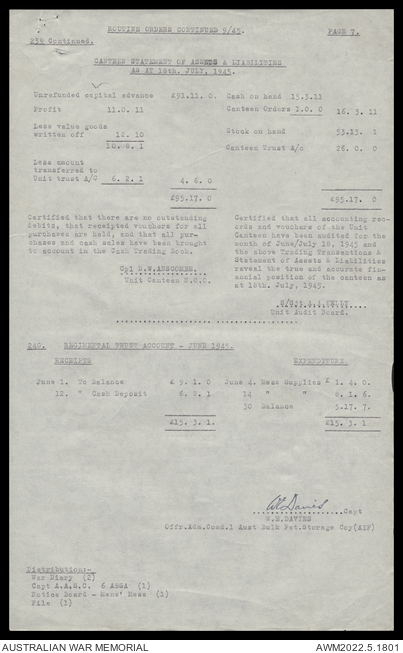 ROUTINE ORDERS CONTINUED 9/45.
PAGE 7.
239 Continued.
CANTEEN STATEMENT OF ASSETS & LIABILITIES
AS AT 18th. JULY, 1945.
Unrefunded capital advance £91.11. 0 Cash on hand 15.3.11
Profit 11.0. 11 Canteen Orders 1.0. 0 16. 3. 11
Less value goods
written off 12. 10 Stock on hand 53.13. 1
10. 8. 1
Canteen Trust A/c 26. 0. 0
Less amount
transferred to
Unit trust A/C 6. 2. 1 4. 6. 0
£95.17. 0 £95.17. 0
Certified that there are no outstanding
debits, that receipted vouchers for all
purchases are held, and that all pur-
chases and cash sales have been brought
to account in the Cash Trading Book.
Cpl R.W.ANSCOMBE.
Unit Canteen N.C.O.
Certified that all accounting rec-
ords and vouchers of the Unit
Canteen have been audited for the
month of June/July 18, 1945 and
the above Trading Transactions &
Statement of Assets & Liabilities
reveal the true and accurate fin-
ancial position of the canteen as
at 18th. July, 1945.
S/Sgt A.A.
Unit Audit Board.
240. REGIMENTAL TRUST ACCOUNT - JUNE 1945.
RECEIPTS EXPENDITURE.
June 1. To Balance £ 9. 1. 0 June 4. Mess Supplies £ 1. 4. 0.
12. " Cash Deposit 6. 2. 1 14 " " 8. 1. 6.
30 Balance 5.17. 7.
£15. 3. 1. £15. 3. 1
Davies Capt
W.E.DAVIES
Offr.Adm.Comd.1 Aust Bulk Pet.Storage Coy(AIF)
Distribution:-
War Diary (2)
Capt A.A.S.C. 6 ABSA (1)
Notice Board - Mens' Mess (1)
File (1)
AUSTRALIAN WAR MEMORIAL
AWM2022.5.1801